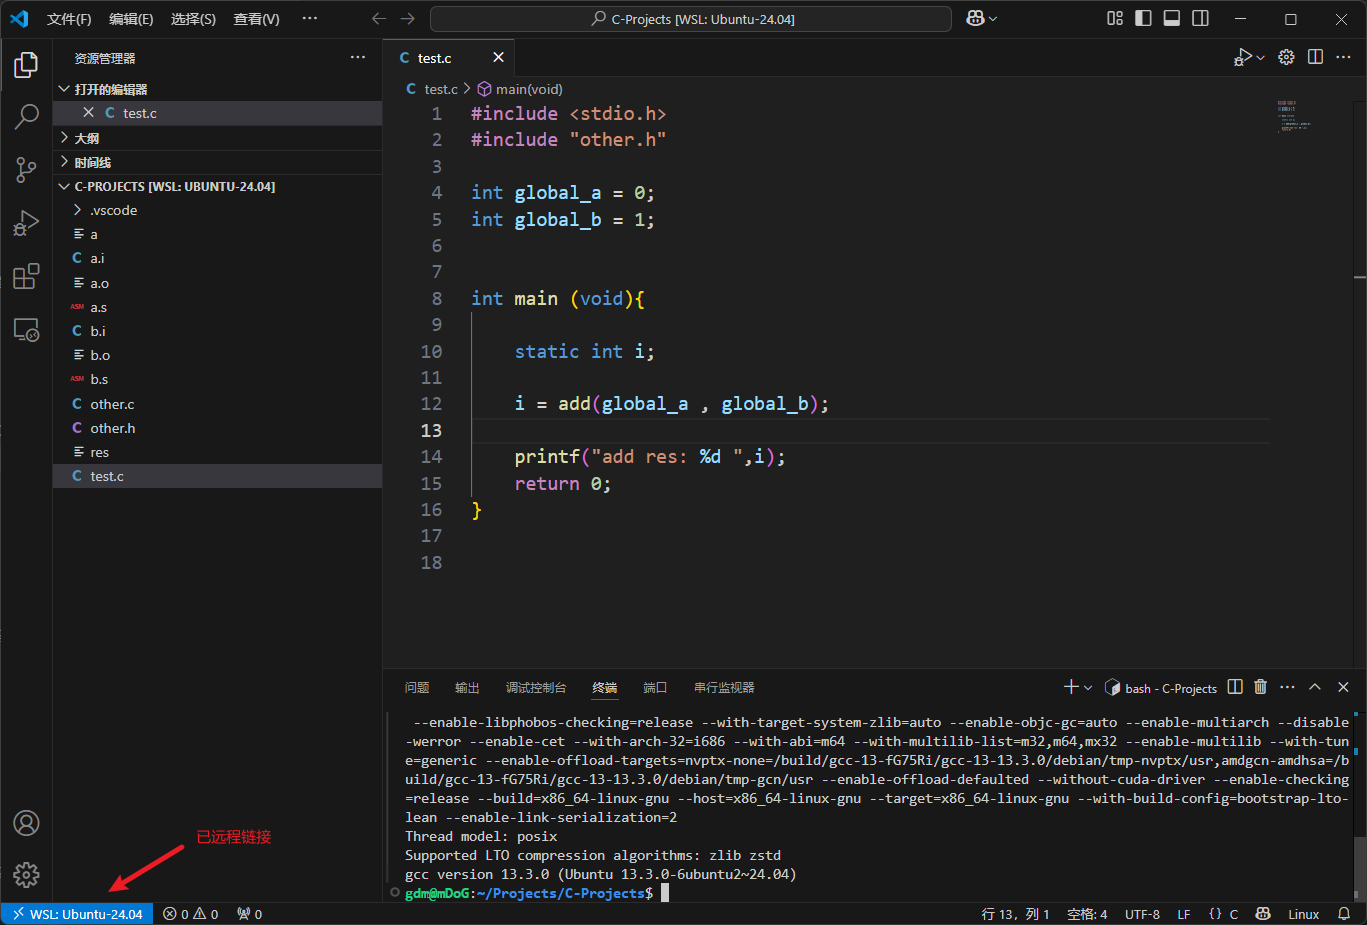 文件(F) 编辑(E) 选择(S) 查看(V) ··· C-Projects [WSL: Ubuntu-24.04]
资源管理器 ···
打开的编辑器
C test.c
大纲
时间线
C-PROJECTS [WSL: UBUNTU-24.04]
.vscode
a
C a.i
a.o
ASM a.s
C b.i
b.o
ASM b.s
C other.c
C other.h
res
C test.c
C test.c
C test.c > main(void)
1 #include <stdio.h>
2 #include "other.h"
3
4 int global_a = 0;
5 int global_b = 1;
6
7
8 int main (void){
9
10 static int i;
11
12 i = add(global_a , global_b);
13
14 printf("add res: %d ",i);
15 return 0;
16 }
17
18
问题 输出 调试控制台 终端 端口 串行监视器 bash - C-Projects
--enable-libphobos-checking=release --with-target-system-zlib=auto --enable-objc-gc=auto --enable-multiarch --disable
-werror --enable-cet --with-arch-32=i686 --with-abi=m64 --with-multilib-list=m32,m64,mx32 --enable-multilib --with-tun
e=generic --enable-offload-targets=nvptx-none=/build/gcc-13-fG75Ri/gcc-13-13.3.0/debian/tmp-nvptx/usr,amdgcn-amdhsa=/b
uild/gcc-13-fG75Ri/gcc-13-13.3.0/debian/tmp-gcn/usr --enable-offload-defaulted --without-cuda-driver --enable-checking
=release --build=x86_64-linux-gnu --host=x86_64-linux-gnu --target=x86_64-linux-gnu --with-build-config=bootstrap-lto-
lean --enable-link-serialization=2
Thread model: posix
Supported LTO compression algorithms: zlib zstd
gcc version 13.3.0 (Ubuntu 13.3.0-6ubuntu2~24.04)
gdm@mDoG:~/Projects/C-Projects$
已远程链接
WSL: Ubuntu-24.04 0 0 0 行 13，列 1 空格: 4 UTF-8 LF {} C Linux